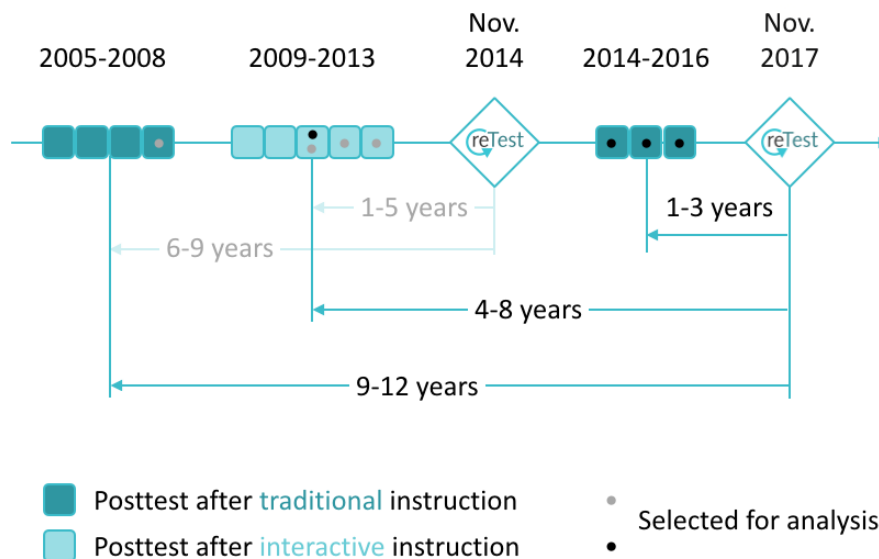 Nov.
Nov.
2005-2008
2009-2013
2014
2014-2016
2017
reTest
reTest
1-5 years
1-3 years
6-9 years
4-8 years
9-12 years
Posttest after traditional instruction
Selected for analysis
Posttest after interactive instruction